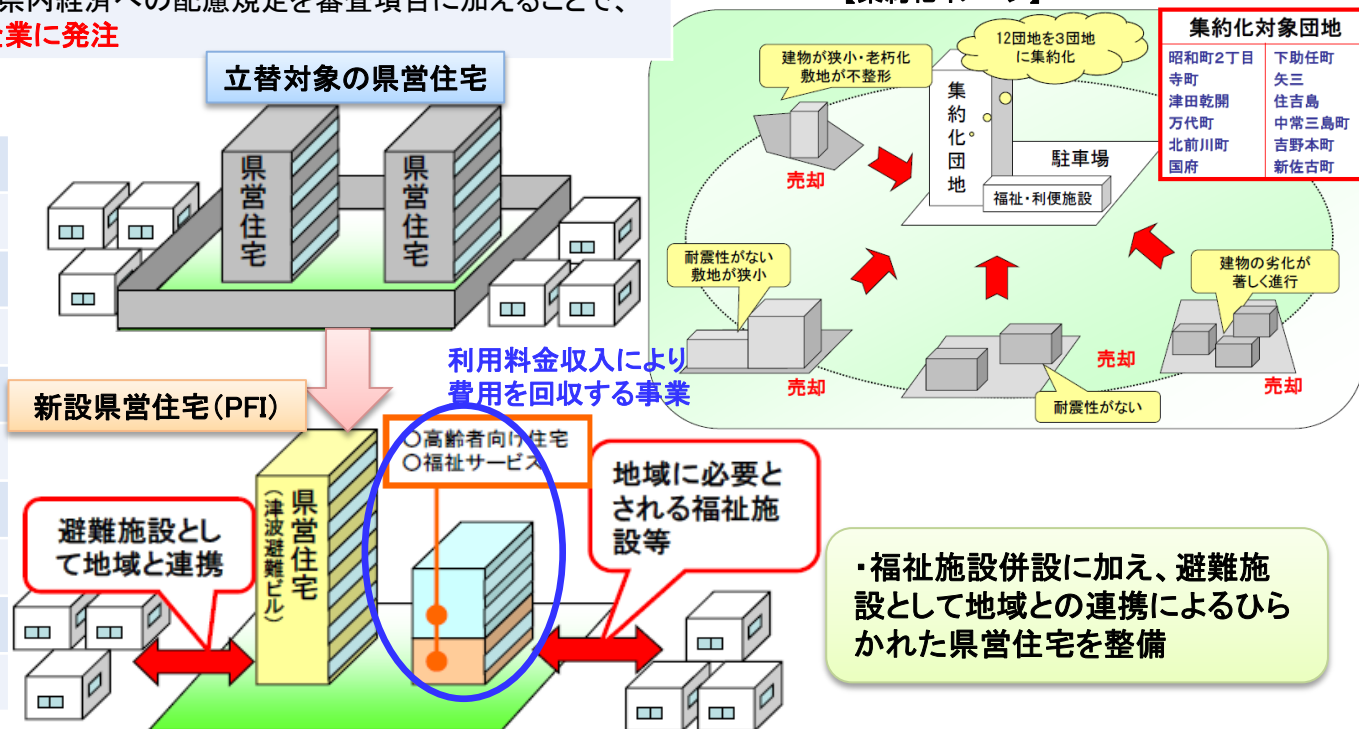 県内経済への配慮規定を審査項目に加えることで、
企業に発注
立替対象の県営住宅
県営住宅
県営住宅
新設県営住宅(PFI)
利用料金収入により
費用を回収する事業
○高齢者向け住宅
○福祉サービス
県営住宅
(津波避難ビル)
避難施設とし
て地域と連携
地域に必要と
される福祉施
設等
【集約化イメージ】
12団地を3団地
に集約化
建物が狭小・老朽化
敷地が不整形
集約化団地
駐車場
福祉・利便施設
売却
耐震性がない
敷地が狭小
売却
耐震性がない
売却
建物の劣化が
著しく進行
売却
集約化対象団地
昭和町2丁目 下助任町
寺町 矢三
津田乾開 住吉島
万代町 中常三島町
北前川町 吉野本町
国府 新佐古町
・福祉施設併設に加え、避難施
設として地域との連携によるひら
かれた県営住宅を整備